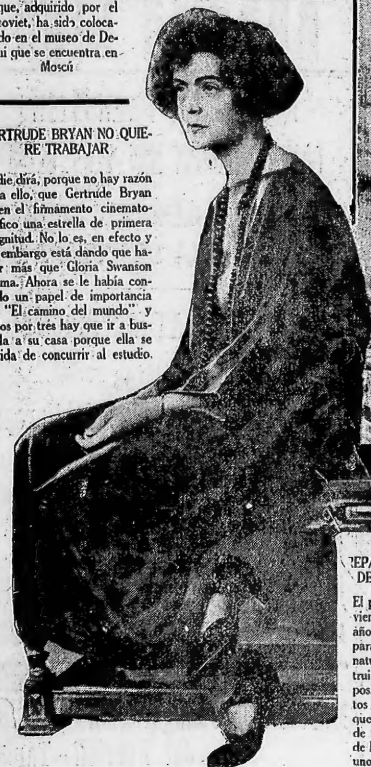 que, adquirido por el
soviet, ha sido coloca-
do en el museo de De-
ui que se encuentra en
Moscú
RTRUDE BRYAN NO QUIE-
RE TRABAJAR
die dirá, porque no hay razón
a ello, que Gertrude Bryan
en el firmamento cinemato-
fico una estrella de primera
gnitud. No lo es, en efecto y
embargo está dando que ha-
r más que Gloria Swanson
ma. Ahora se le había con-
do un papel de importancia
"El camino del mundo" y
os por tres hay que ir a bus-
la a su casa porque ella se
ida de concurrir al estudio.
EPA
DE
El p
vien
año
para
natu
trui
pos
tos
que
de
de l
uno